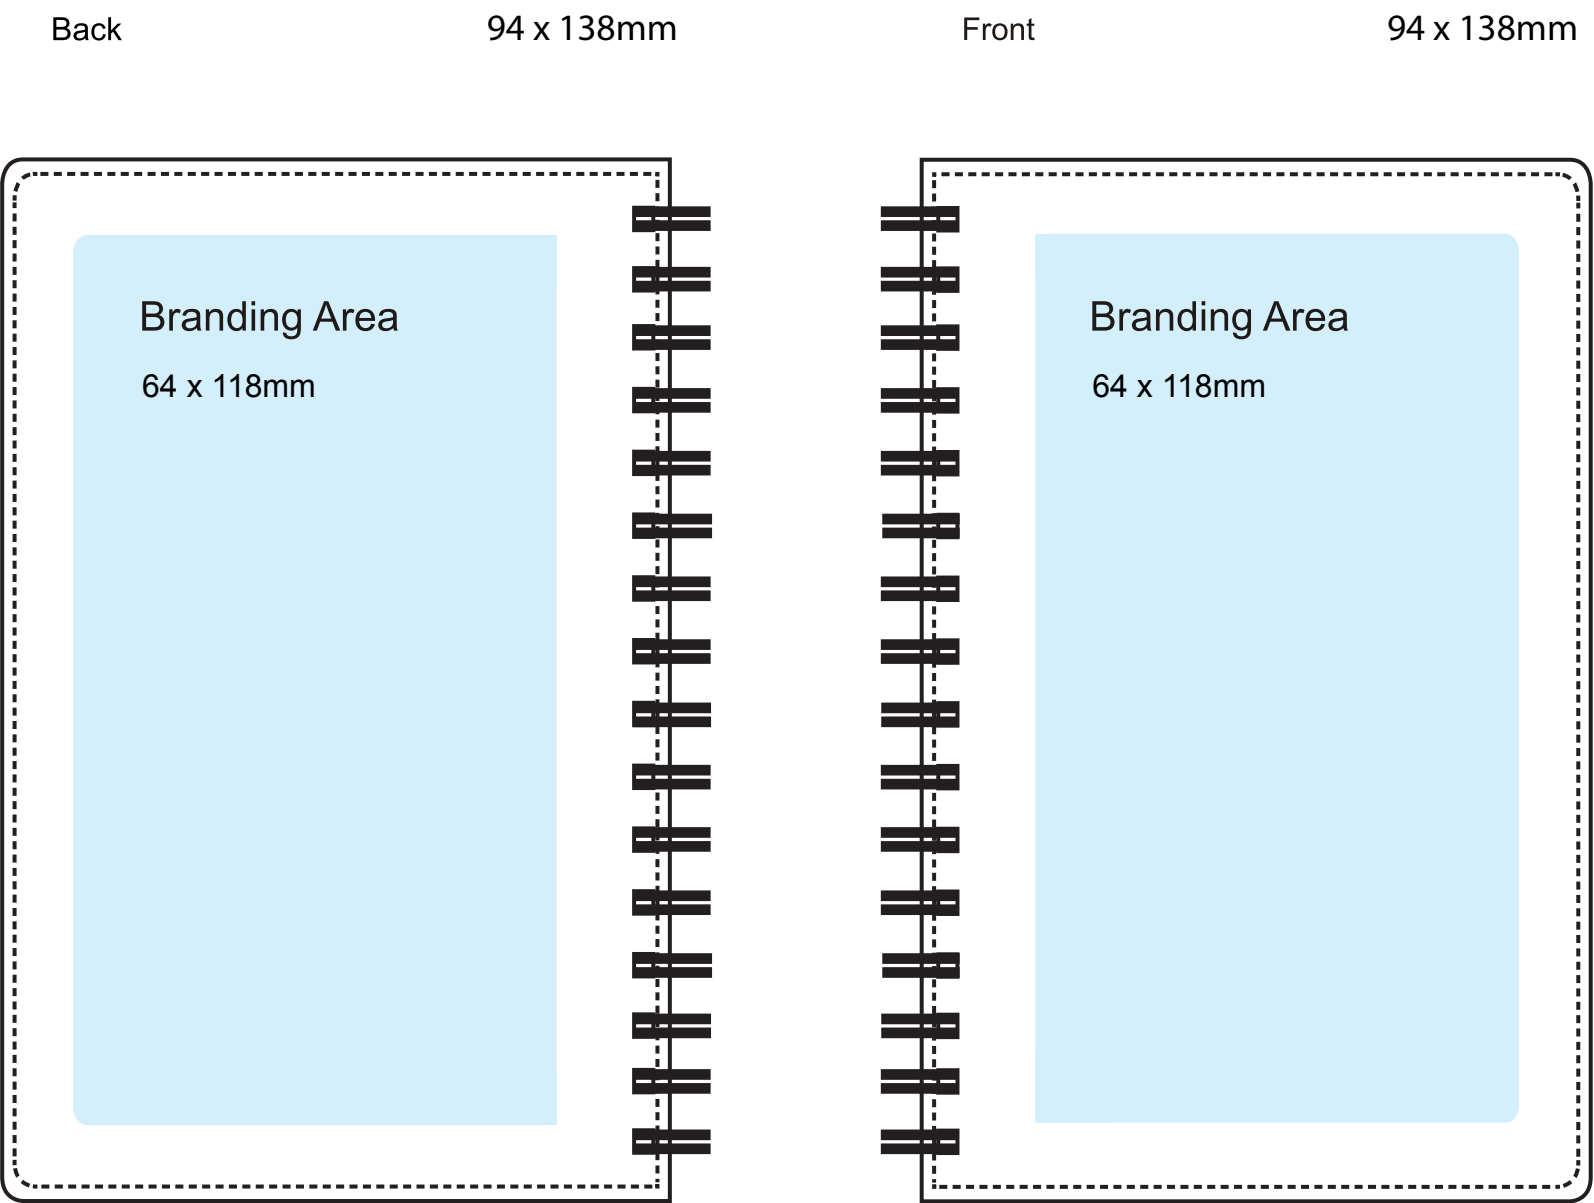 Back 94 x 138mm
Front 94 x 138mm
Branding Area
64 x 118mm
Branding Area
64 x 118mm